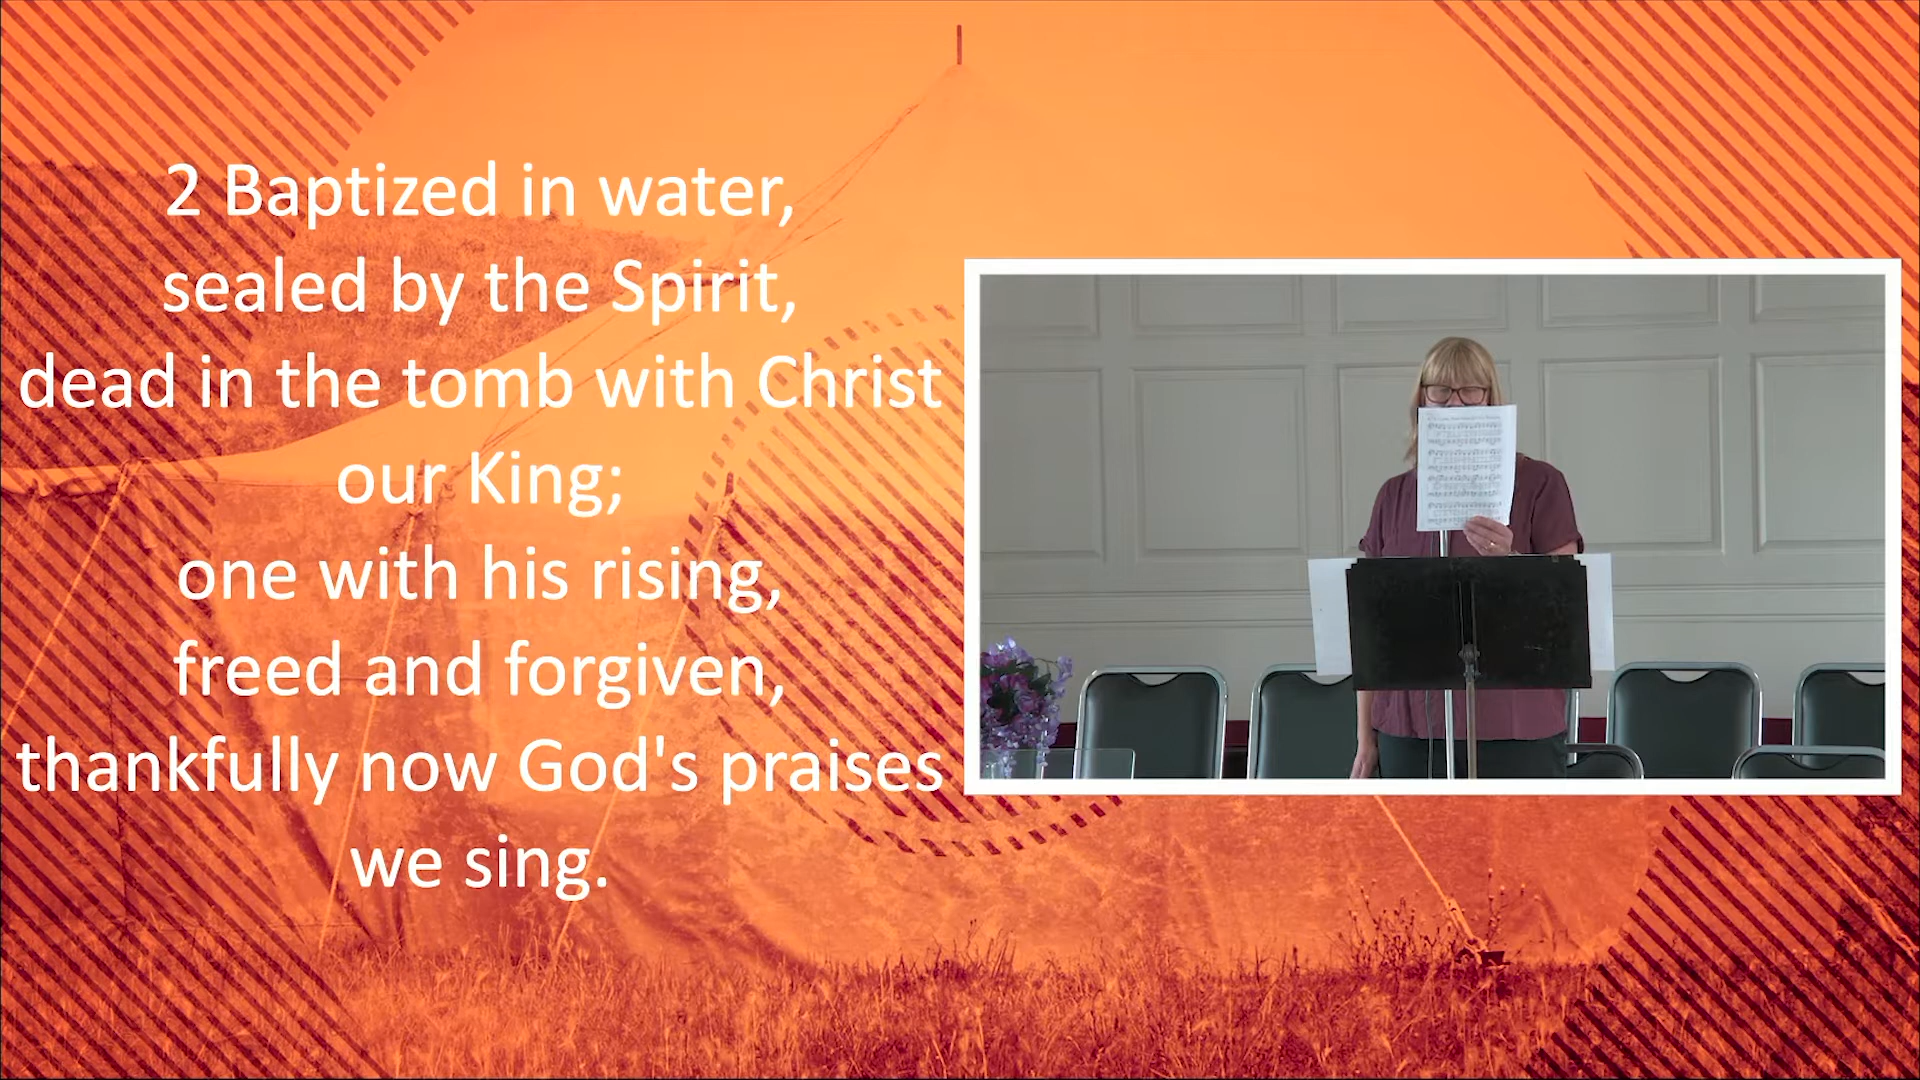 2 Baptized in water,
sealed by the Spirit,
dead in the tomb with Christ
our King;
one with his rising,
freed and forgiven,
thankfully now God's praises
we sing.